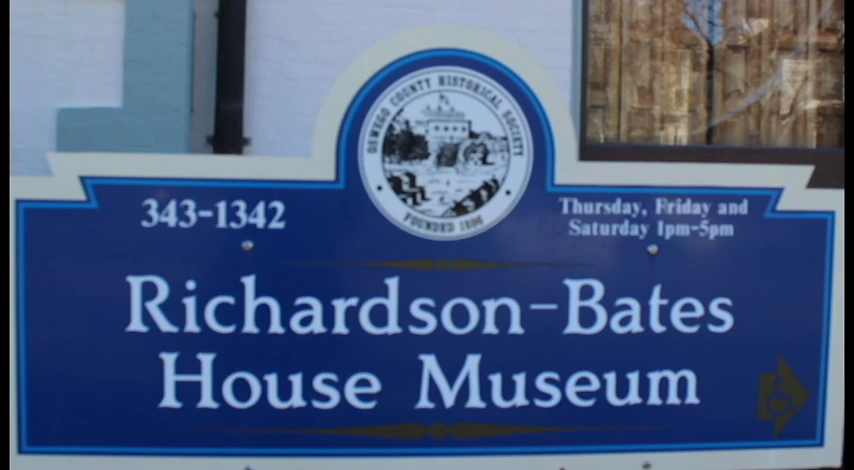 OSWEGO COUNTY HISTORICAL SOCIETY
FOUNDED 1896
343-1342
Thursday, Friday and
Saturday 1pm-5pm
Richardson-Bates
House Museum